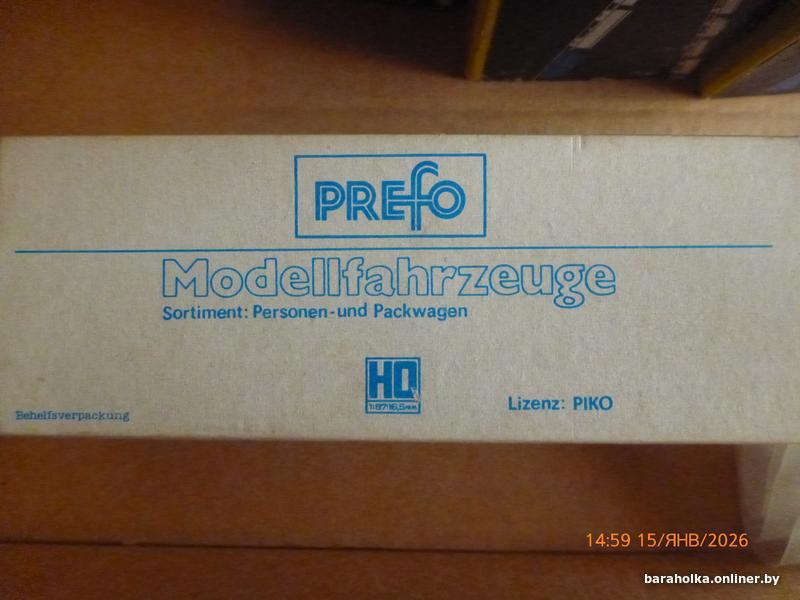 PREfO
Modellfahrzeuge
Sortiment: Personen-und Packwagen
HO
1:87/16,5mm
Behelfsverpackung
Lizenz: PIKO
14:59 15/ЯНВ/2026
baraholka.onliner.by